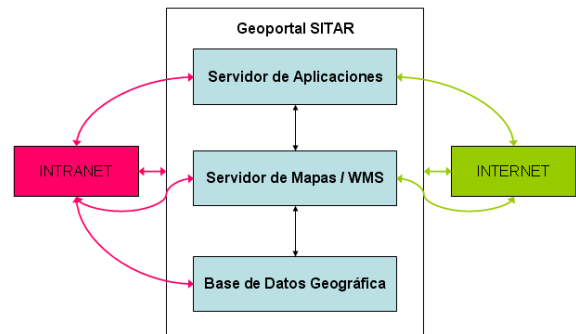 Geoportal SITAR
Servidor de Aplicaciones
INTRANET
Servidor de Mapas / WMS
INTERNET
Base de Datos Geográfica